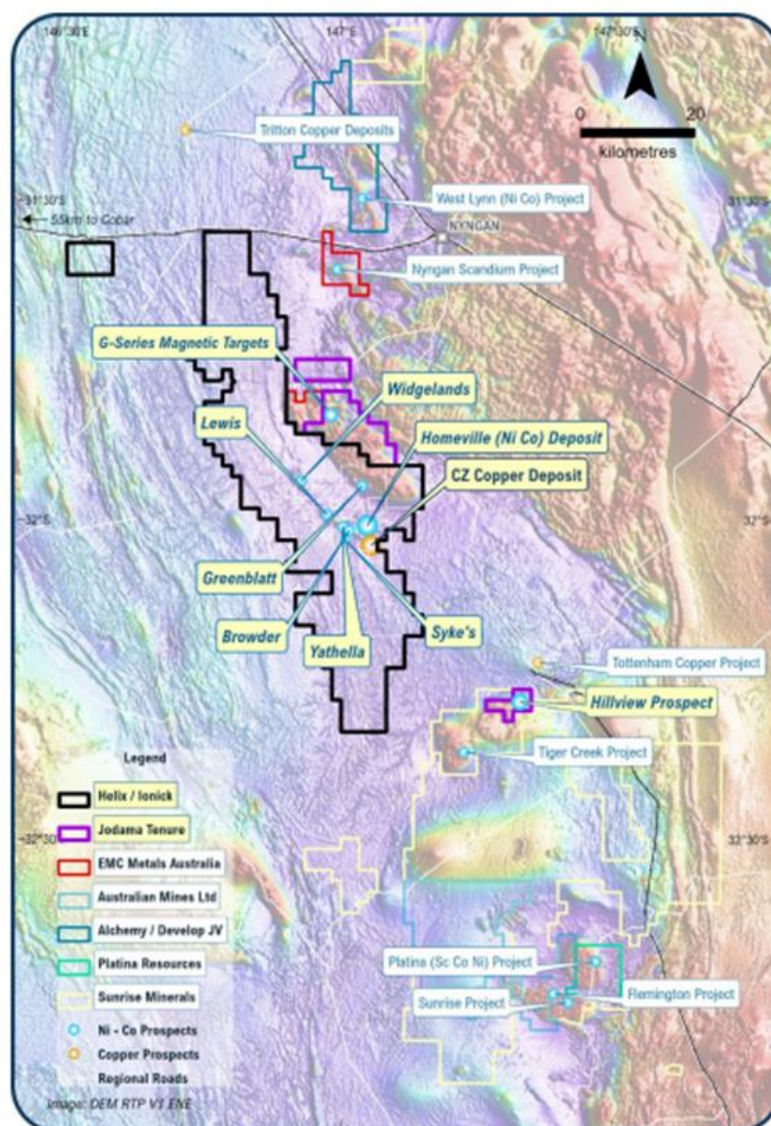 146°30'E
147°E
147°30'E
N
0 20
kilometres
Tritton Copper Deposits
West Lynn (Ni Co) Project
-31°30'S
-31°30'S
55km to Cobar
NYNGAN
Nyngan Scandium Project
G-Series Magnetic Targets
Widgelands
Lewis
Homeville (Ni Co) Deposit
CZ Copper Deposit
-32°S
-32°S
Greenblatt
Browder
Yathella
Syke's
Tottenham Copper Project
Hillview Prospect
Tiger Creek Project
Legend
Helix / Ionick
Jodama Tenure
EMC Metals Australia
Australian Mines Ltd
Alchemy / Develop JV
Platina Resources
Sunrise Minerals
Ni - Co Prospects
Copper Prospects
Regional Roads
-32°30'S
-32°30'S
Platina (Sc Co Ni) Project
Flemington Project
Sunrise Project
Image: DEM RTP V1 ENE